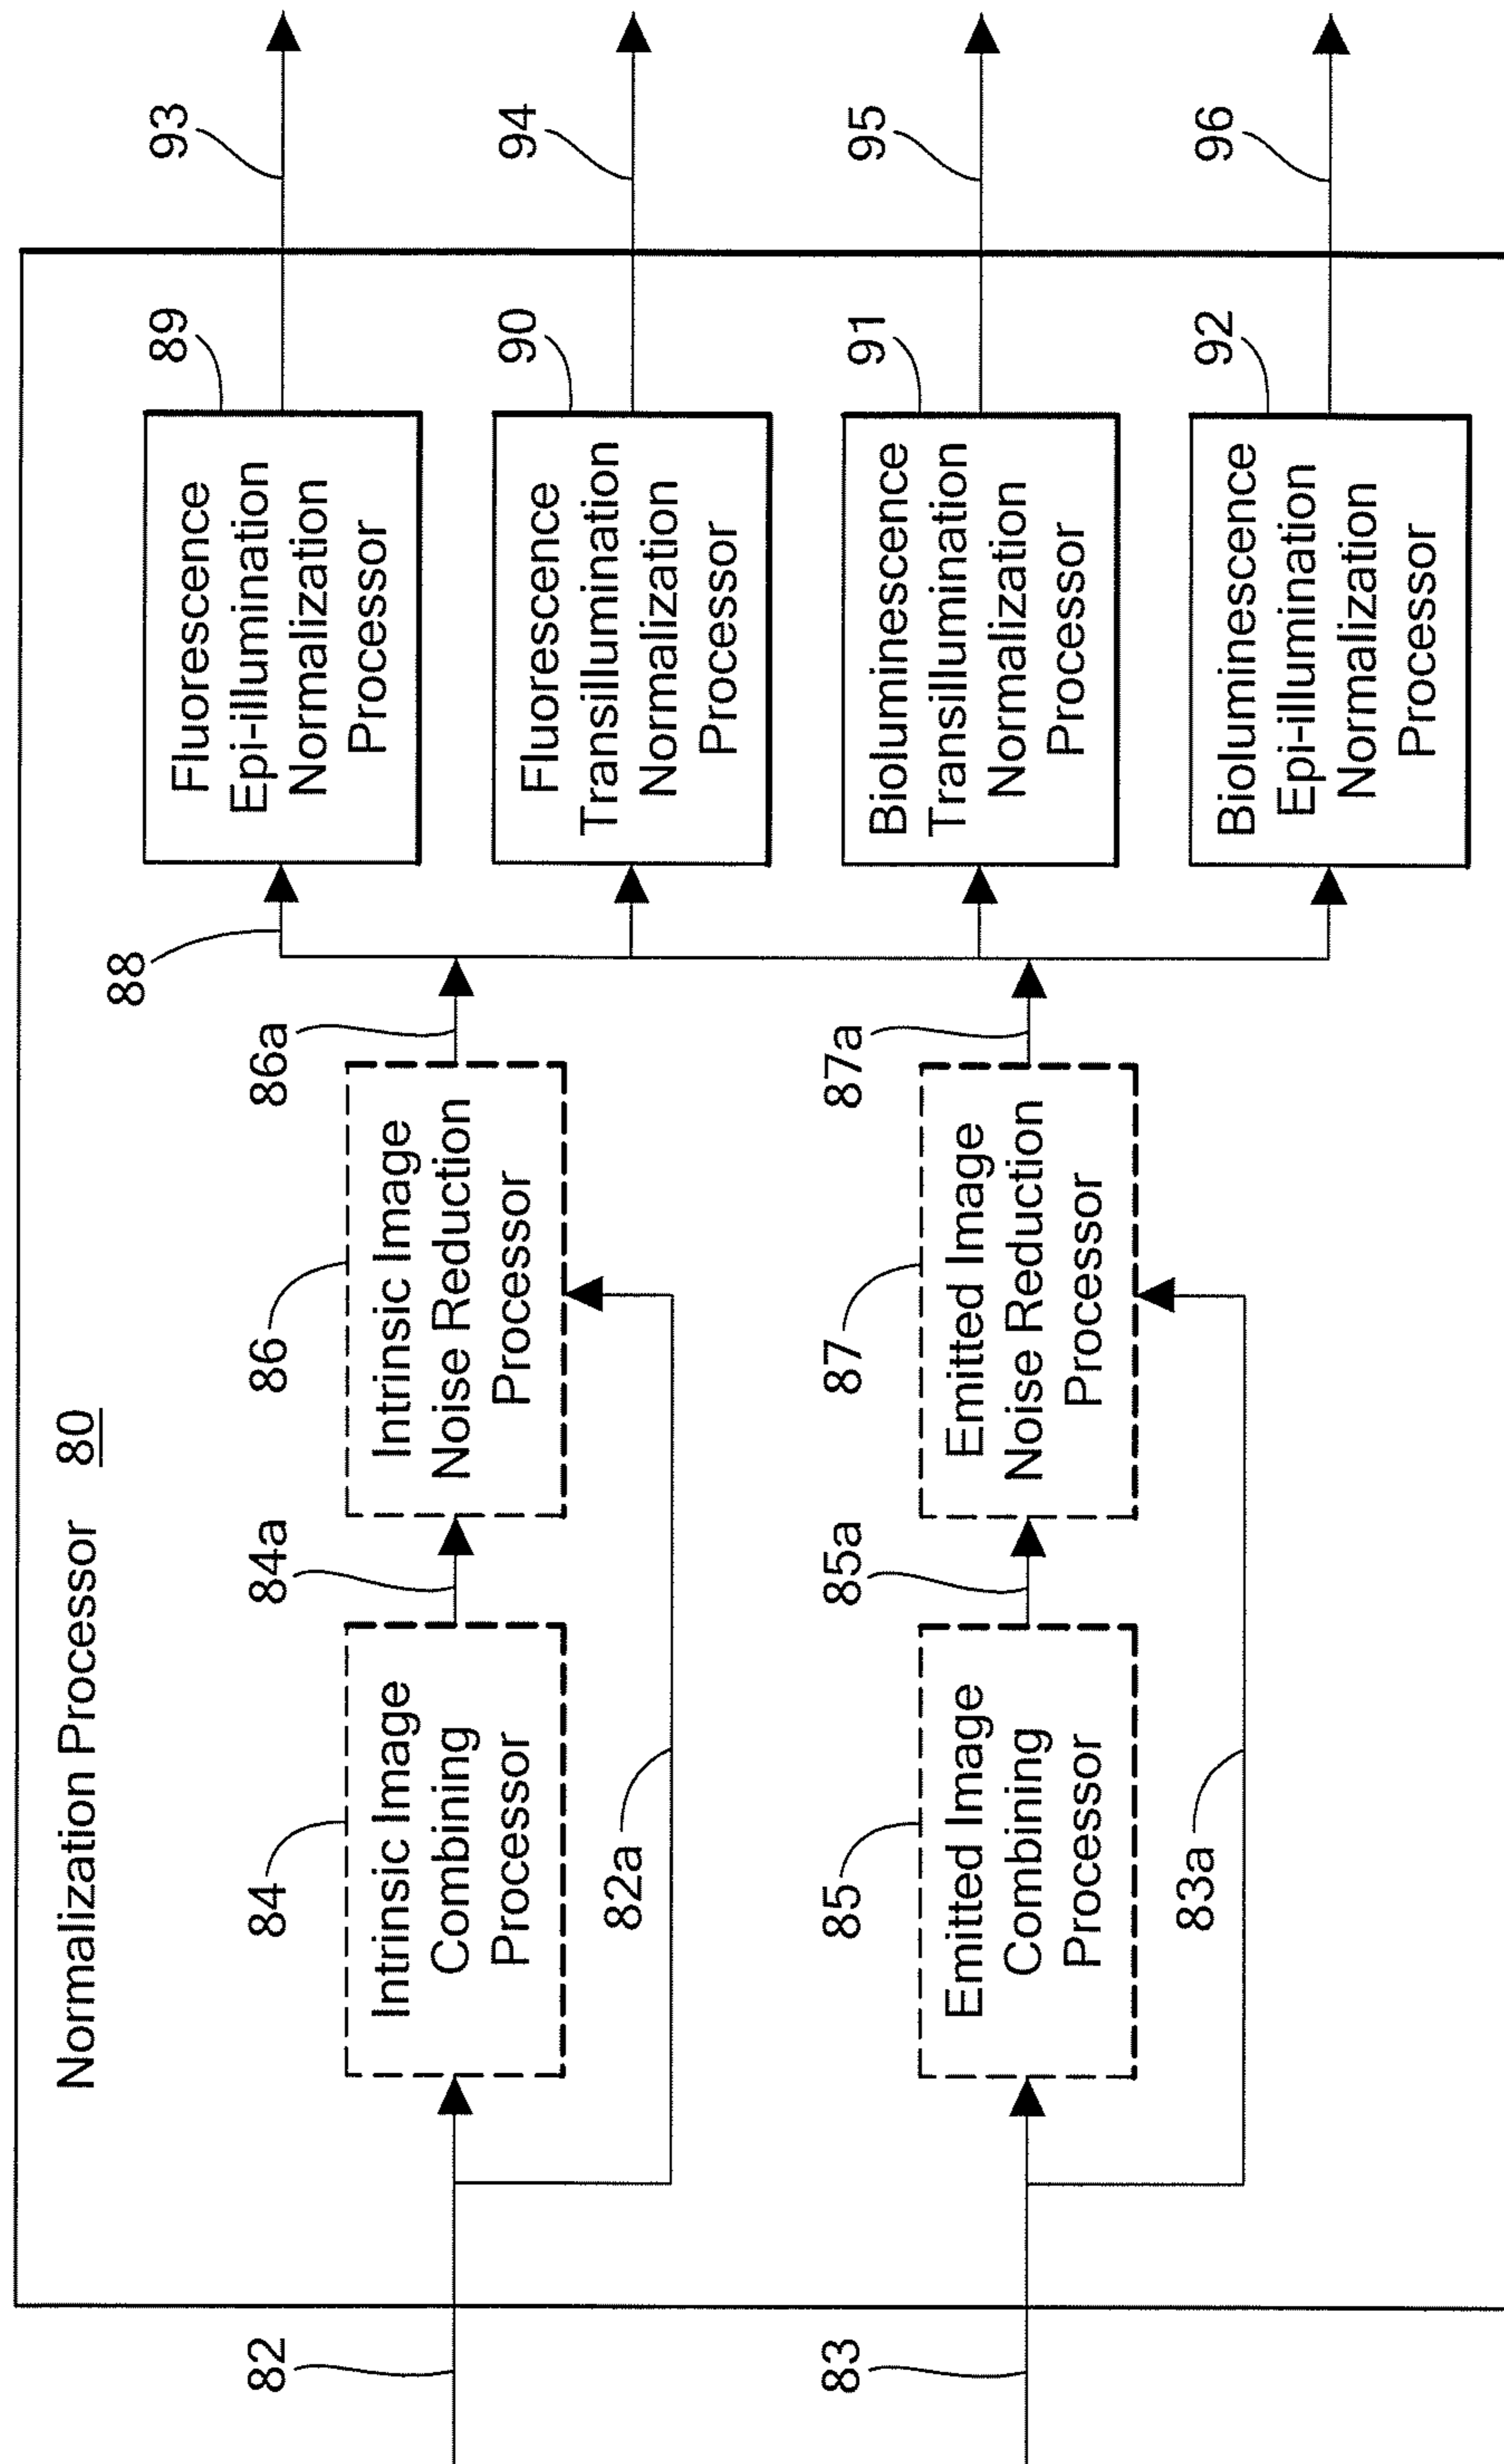 Normalization Processor 80
82
84
Intrinsic Image
Combining
Processor
84a
86
Intrinsic Image
Noise Reduction
Processor
86a
82a
83
85
Emitted Image
Combining
Processor
85a
87
Emitted Image
Noise Reduction
Processor
87a
83a
88
89
Fluorescence
Epi-illumination
Normalization
Processor
93
90
Fluorescence
Transillumination
Normalization
Processor
94
91
Bioluminescence
Transillumination
Normalization
Processor
95
92
Bioluminescence
Epi-illumination
Normalization
Processor
96